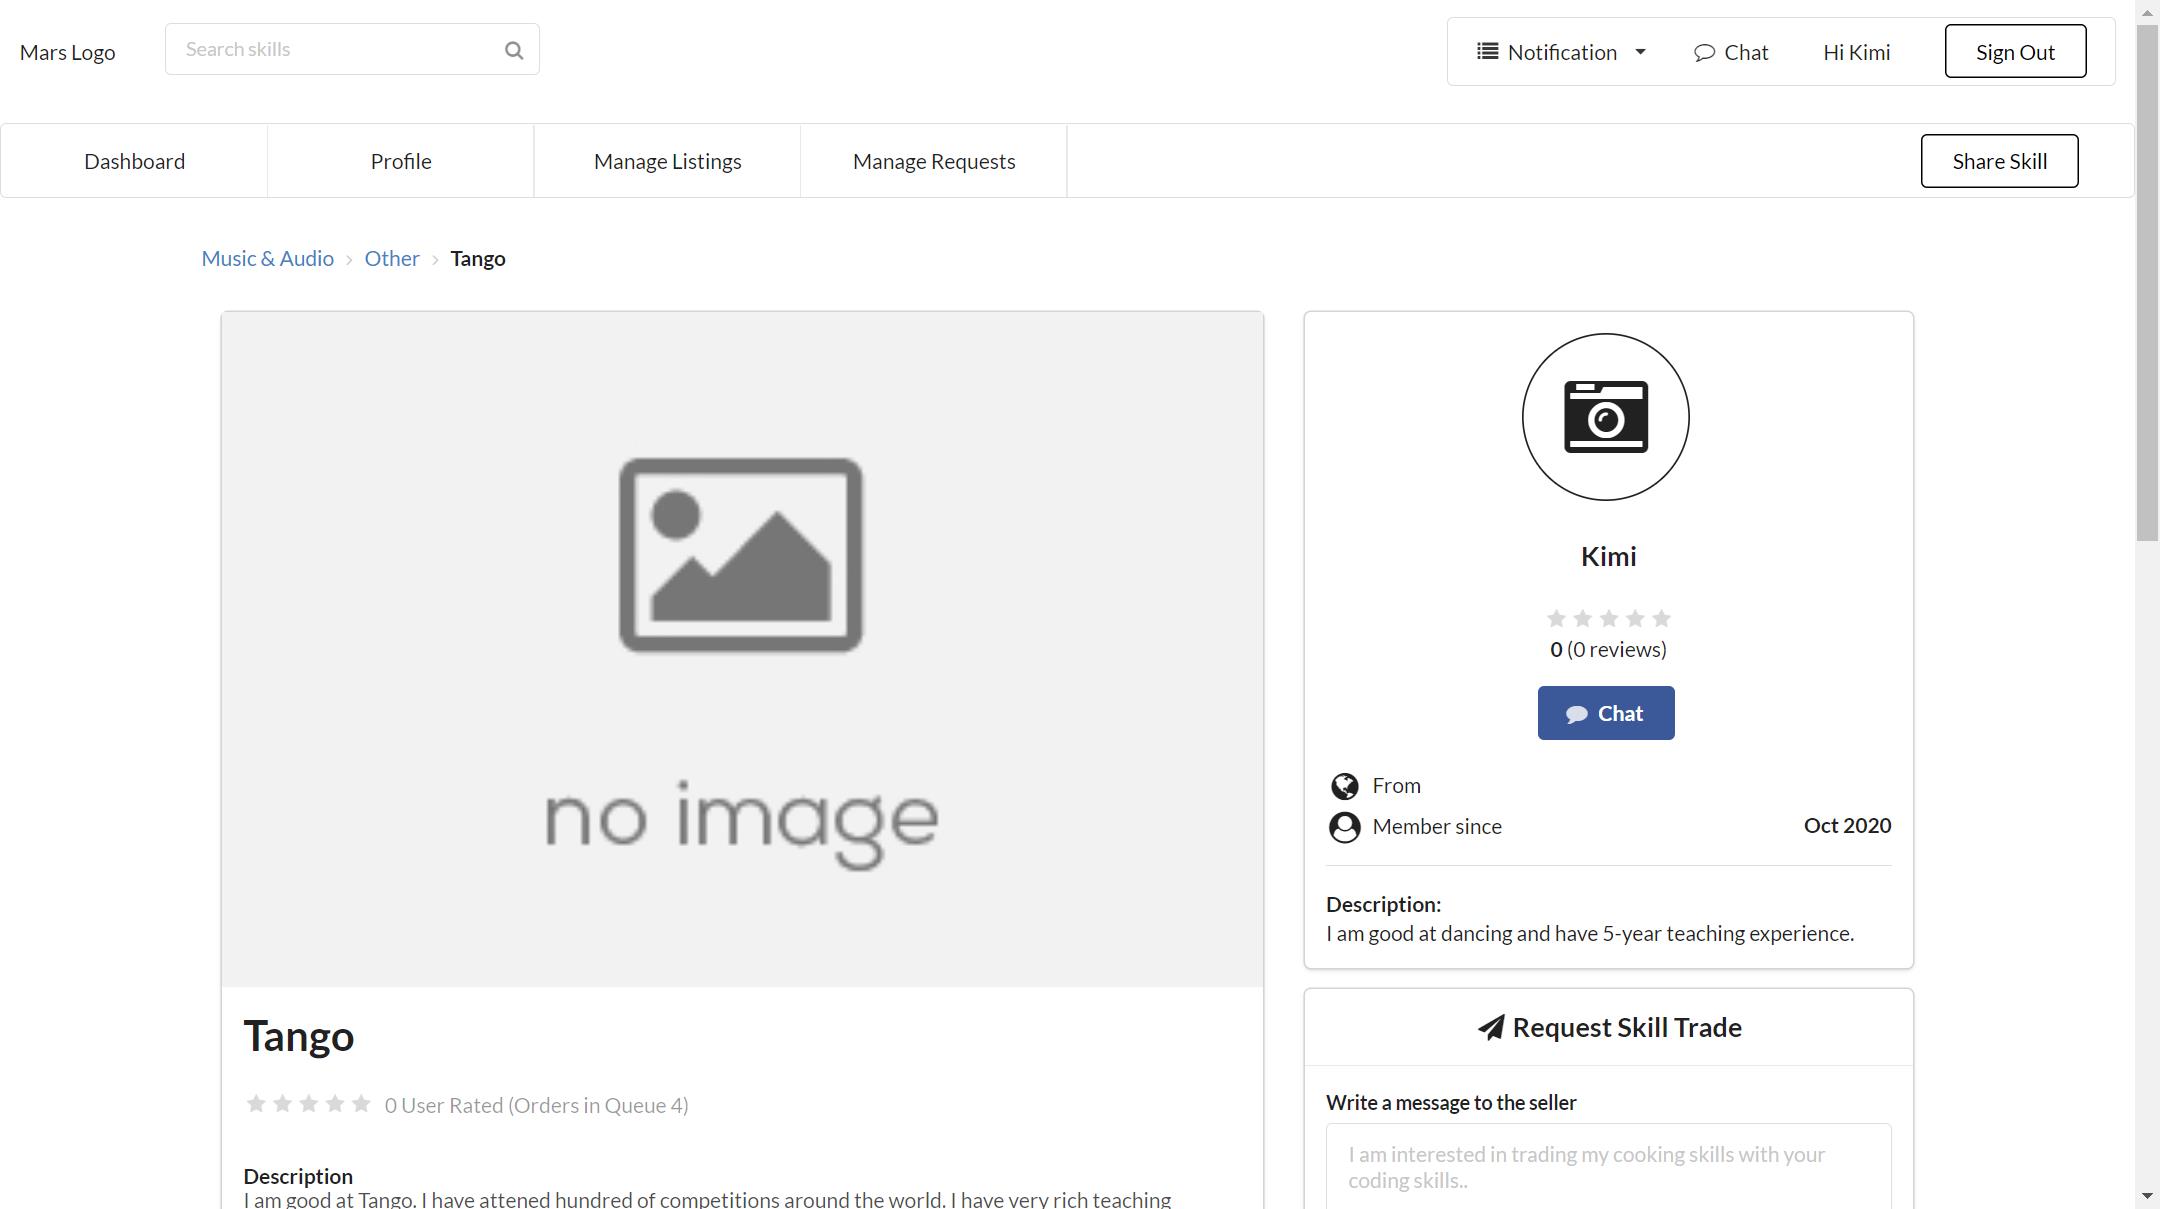 Mars Logo
Search skills
Notification
Chat
Hi Kimi
Sign Out
Dashboard
Profile
Manage Listings
Manage Requests
Share Skill
Music & Audio › Other › Tango
no image
Tango
0 User Rated (Orders in Queue 4)
Description
I am good at Tango. I have attened hundred of competitions around the world. I have very rich teaching
Kimi
0 (0 reviews)
Chat
From
Member since
Oct 2020
Description:
I am good at dancing and have 5-year teaching experience.
Request Skill Trade
Write a message to the seller
I am interested in trading my cooking skills with your
coding skills..